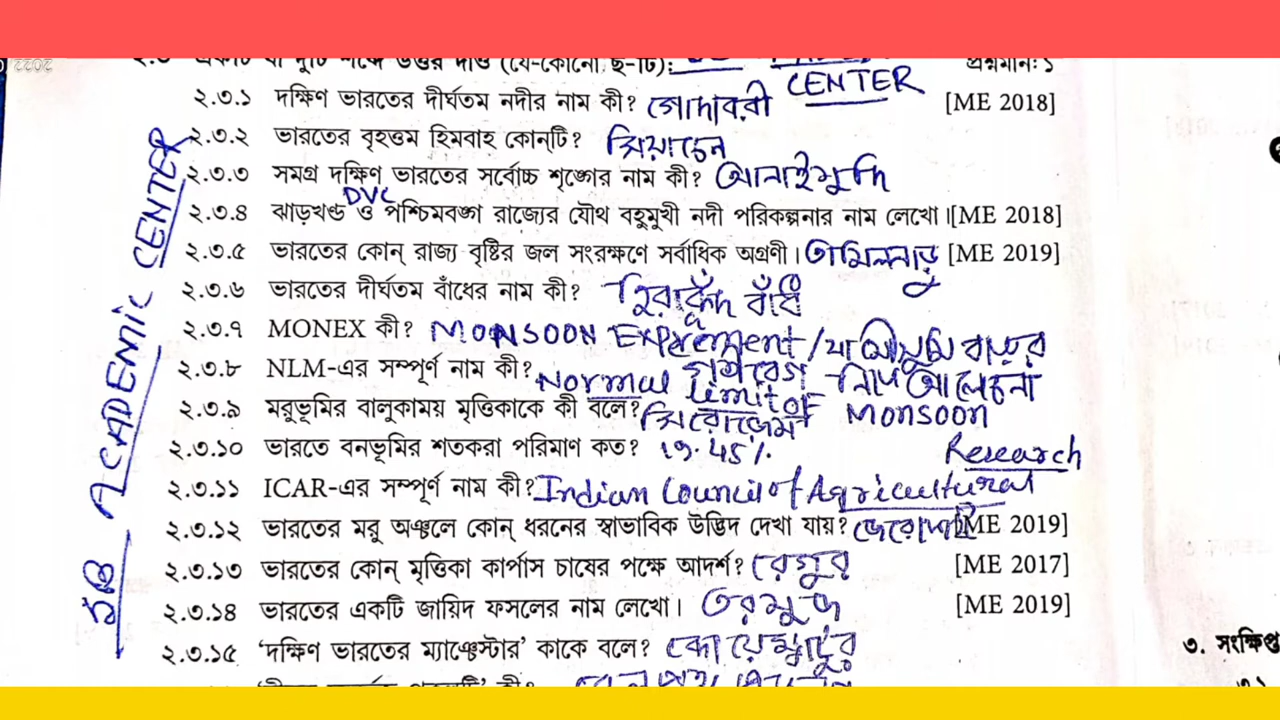 ২.৩ একটি বা দুটি শব্দে উত্তর দাও (যে-কোনো ছ-টি): প্রশ্নমান: ১
CENTER
২.৩.১ দক্ষিণ ভারতের দীর্ঘতম নদীর নাম কী? গোদাবরী [ME 2018]
২.৩.২ ভারতের বৃহত্তম হিমবাহ কোন্‌টি? সিয়াচেন
২.৩.৩ সমগ্র দক্ষিণ ভারতের সর্বোচ্চ শৃঙ্গের নাম কী? আনাইমুদি
DVC
২.৩.৪ ঝাড়খণ্ড ও পশ্চিমবঙ্গ রাজ্যের যৌথ বহুমুখী নদী পরিকল্পনার নাম লেখো। [ME 2018]
২.৩.৫ ভারতের কোন্ রাজ্য বৃষ্টির জল সংরক্ষণে সর্বাধিক অগ্রণী। তামিলনাড়ু [ME 2019]
২.৩.৬ ভারতের দীর্ঘতম বাঁধের নাম কী? হিরাকুঁদ বাঁধ
২.৩.৭ MONEX কী? MONSOON Exprement / যা মৌসুমি বায়ুর
গতিবেগ নিয়ে আলোচনা
২.৩.৮ NLM-এর সম্পূর্ণ নাম কী? Normal limit of MONSOON
২.৩.৯ মরুভূমির বালুকাময় মৃত্তিকাকে কী বলে? সিরোজেম
২.৩.১০ ভারতে বনভূমির শতকরা পরিমাণ কত? ১9.45%.
Research
২.৩.১১ ICAR-এর সম্পূর্ণ নাম কী? Indian Council of Agricultural
২.৩.১২ ভারতের মরু অঞ্চলে কোন্ ধরনের স্বাভাবিক উদ্ভিদ দেখা যায়? [ME 2019]
২.৩.১৩ ভারতের কোন্ মৃত্তিকা কার্পাস চাষের পক্ষে আদর্শ? রেগুর [ME 2017]
২.৩.১৪ ভারতের একটি জায়িদ ফসলের নাম লেখো। তরমুজ [ME 2019]
২.৩.১৫ ‘দক্ষিণ ভারতের ম্যাঞ্চেস্টার’ কাকে বলে? কোয়েম্বাটুর
ACADEMIC CENTER
৩. সংক্ষিপ্ত